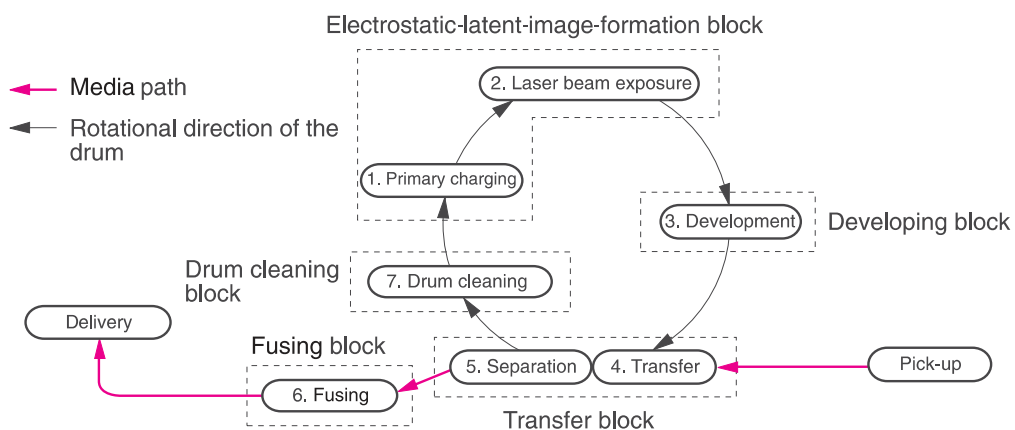 Electrostatic-latent-image-formation block
Media path
Rotational direction of the
drum
2. Laser beam exposure
1. Primary charging
3. Development
Developing block
Drum cleaning
block
7. Drum cleaning
Delivery
Fusing block
5. Separation
4. Transfer
Pick-up
6. Fusing
Transfer block